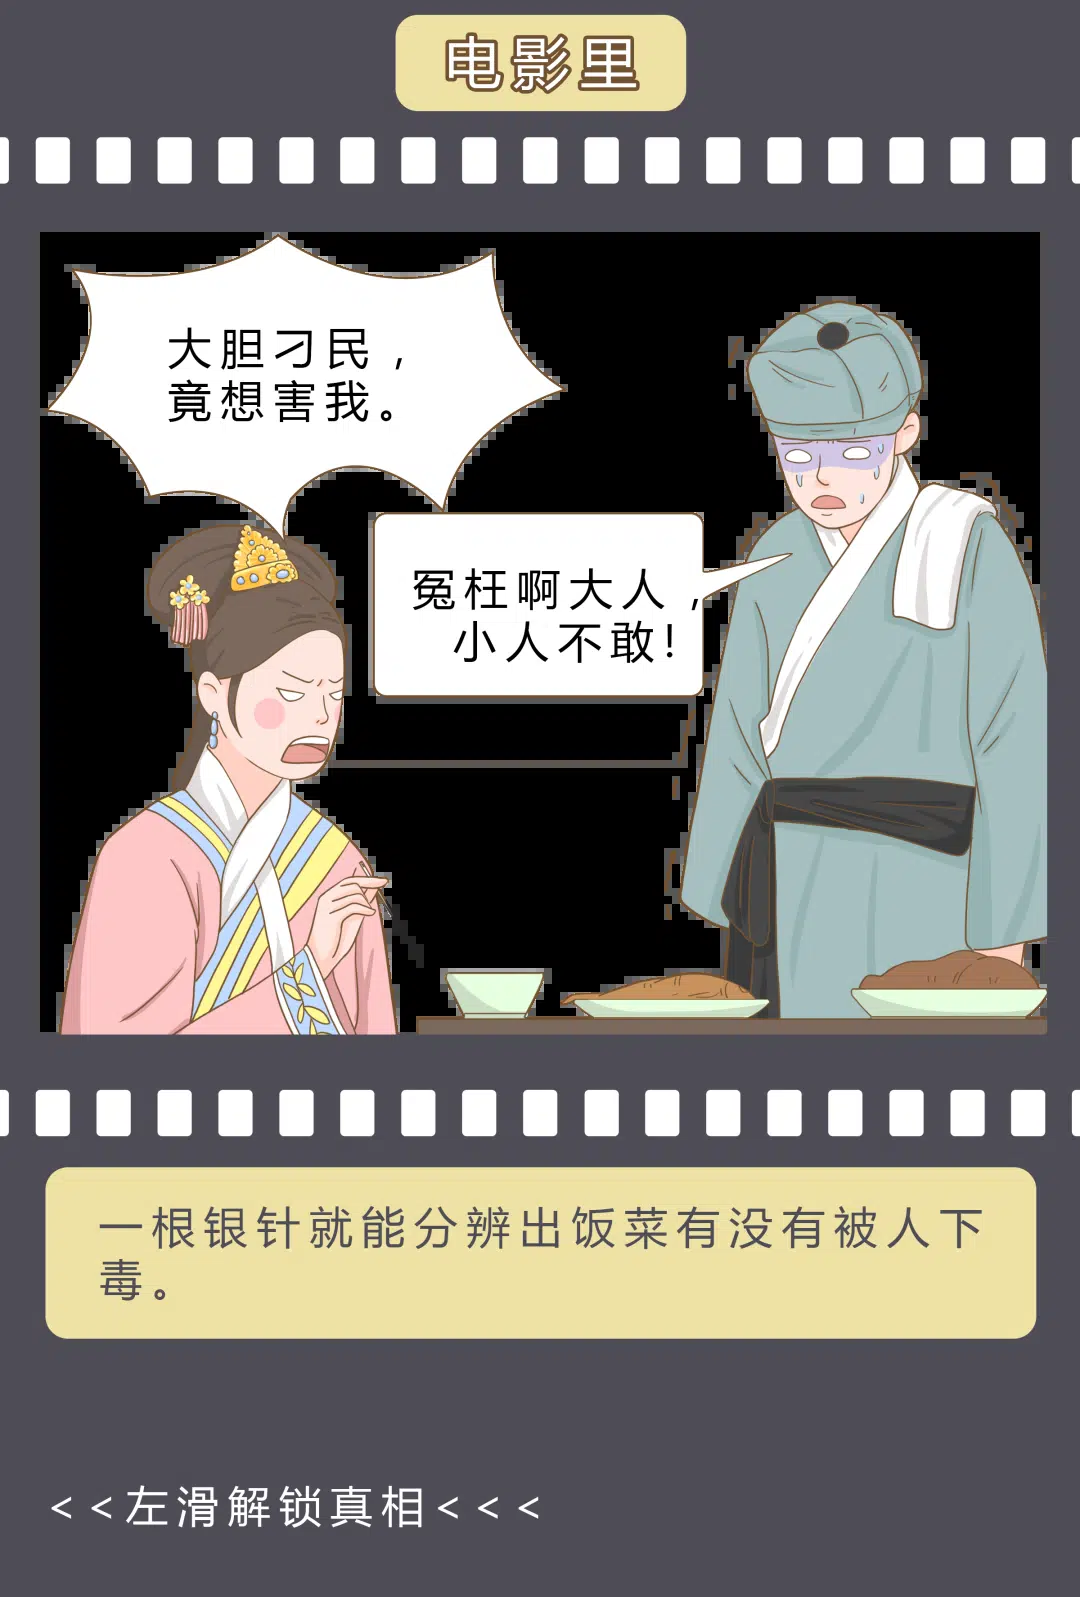 电影里
大胆刁民，
竟想害我。
冤枉啊大人，
小人不敢!
一根银针就能分辨出饭菜有没有被人下
毒。
<<左滑解锁真相<<<